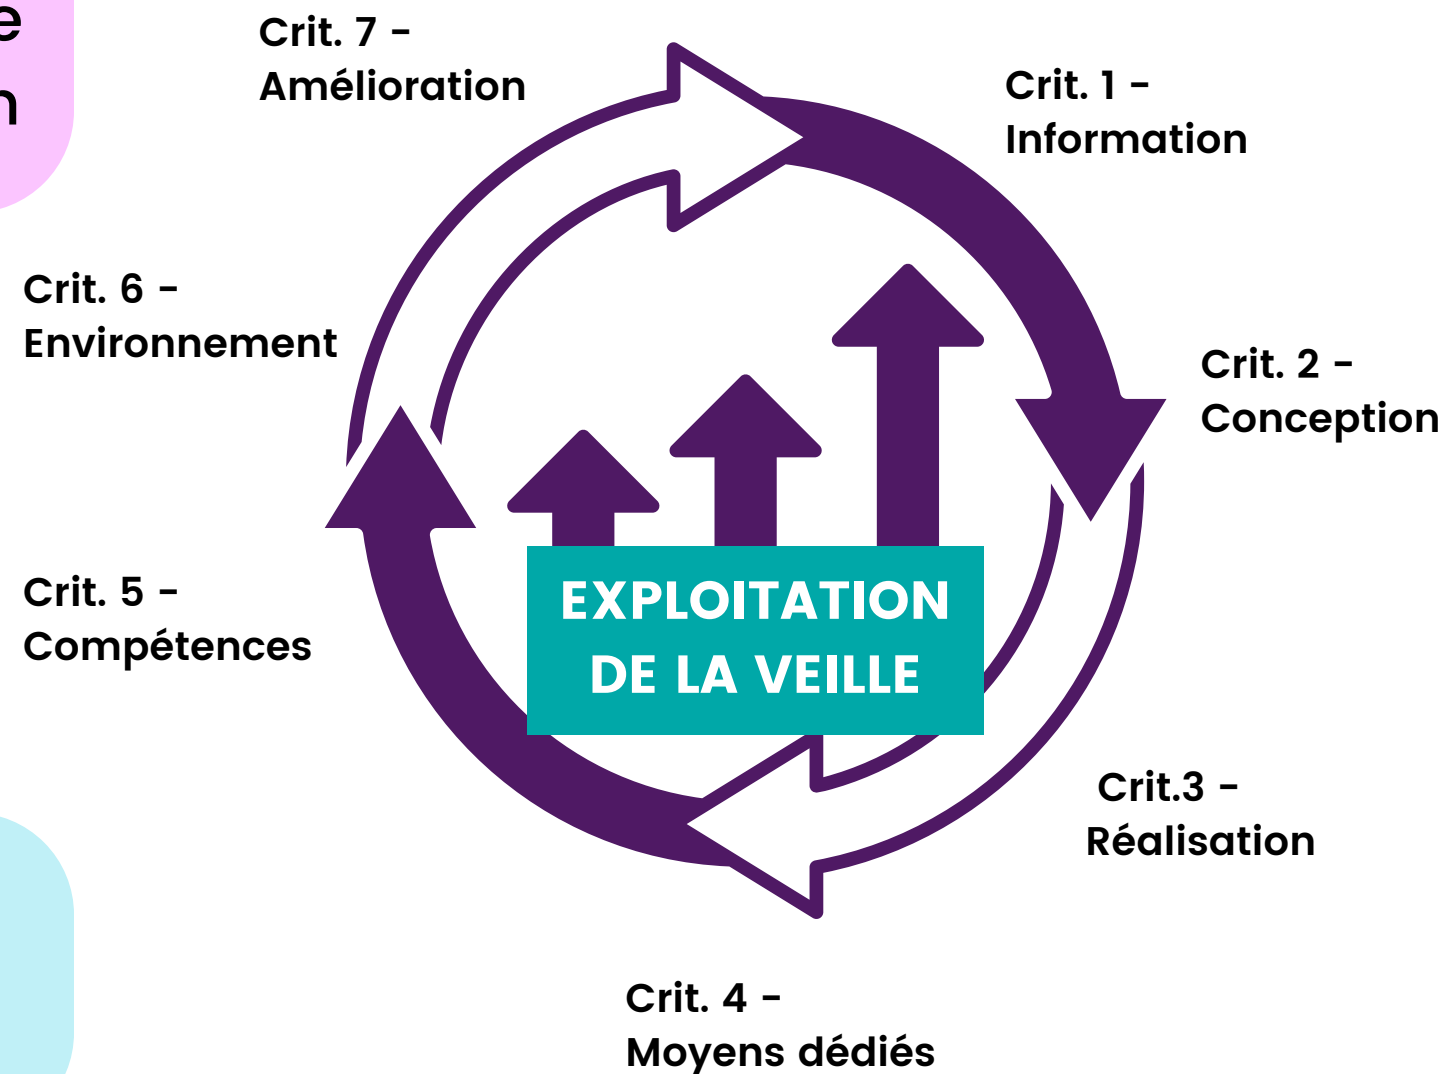 e
n
Crit. 7 -
Amélioration
Crit. 1 -
Information
Crit. 6 -
Environnement
Crit. 2 -
Conception
EXPLOITATION
DE LA VEILLE
Crit. 5 -
Compétences
Crit.3 -
Réalisation
Crit. 4 -
Moyens dédiés